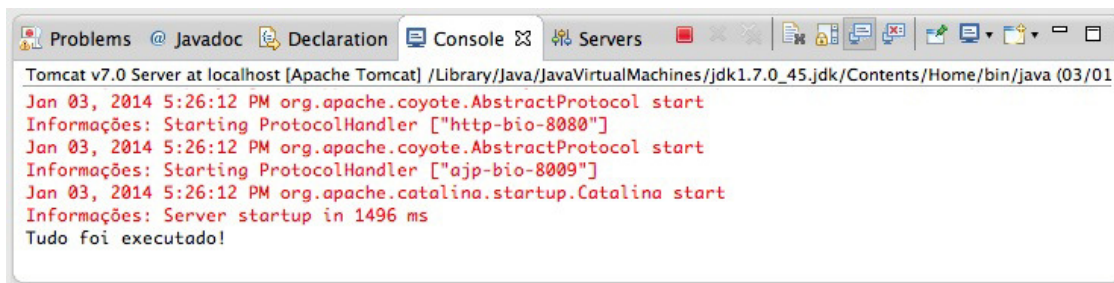 Problems @ Javadoc Declaration Console Servers
Tomcat v7.0 Server at localhost [Apache Tomcat] /Library/Java/JavaVirtualMachines/jdk1.7.0_45.jdk/Contents/Home/bin/java (03/01
Jan 03, 2014 5:26:12 PM org.apache.coyote.AbstractProtocol start
Informações: Starting ProtocolHandler ["http-bio-8080"]
Jan 03, 2014 5:26:12 PM org.apache.coyote.AbstractProtocol start
Informações: Starting ProtocolHandler ["ajp-bio-8009"]
Jan 03, 2014 5:26:12 PM org.apache.catalina.startup.Catalina start
Informações: Server startup in 1496 ms
Tudo foi executado!